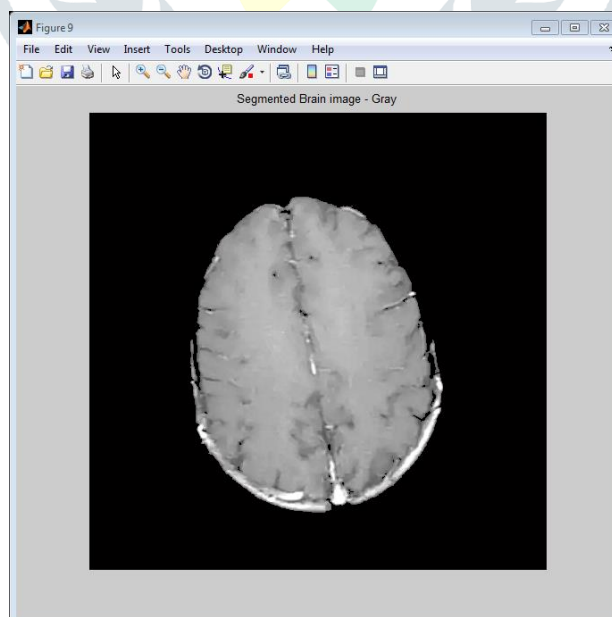 Figure 9
File Edit View Insert Tools Desktop Window Help
Segmented Brain image - Gray